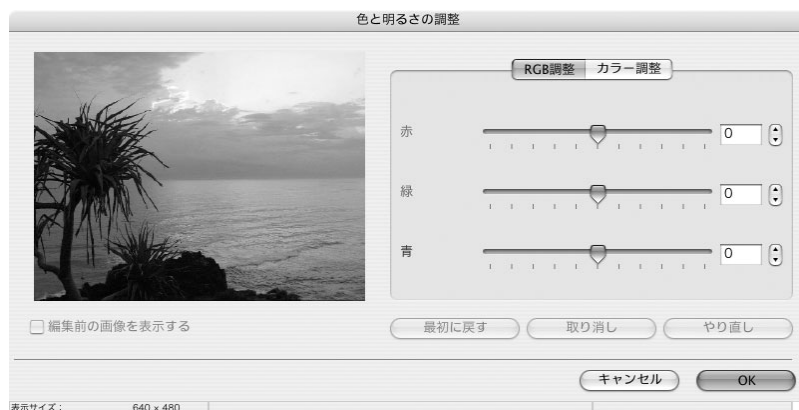 色と明るさの調整
RGB調整 カラー調整
赤 0
緑 0
青 0
編集前の画像を表示する
最初に戻す 取り消し やり直し
キャンセル OK
表示サイズ： 640 x 480